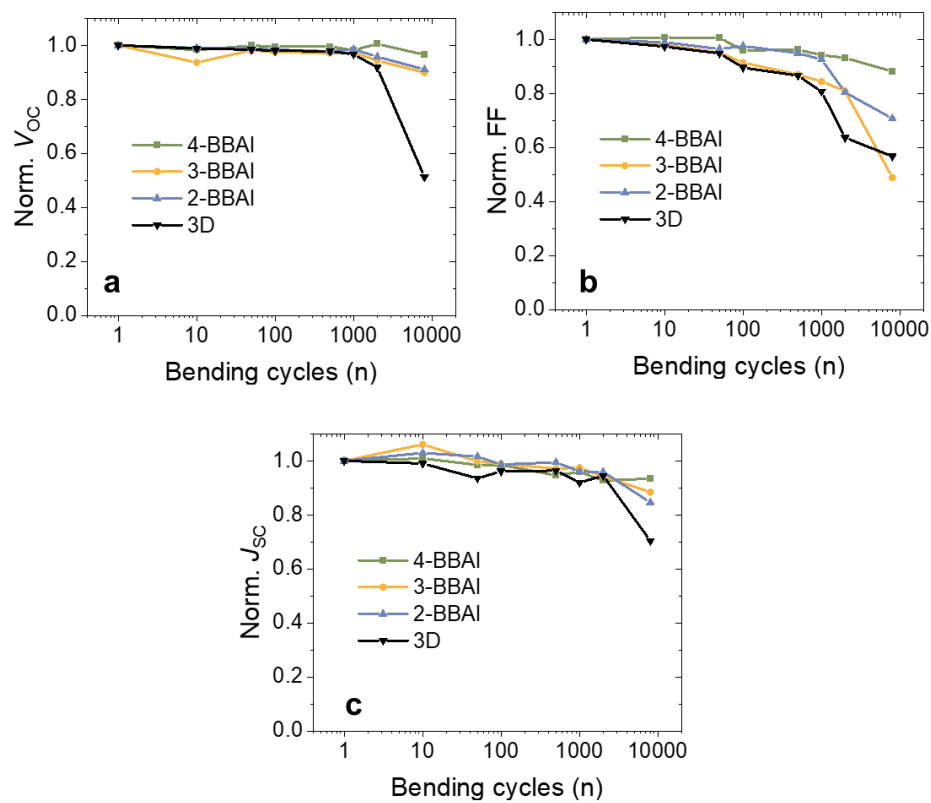 Norm. VOC
1.0
0.8
0.6
0.4
0.2
0.0
4-BBAI
3-BBAI
2-BBAI
3D
a
1 10 100 1000 10000
Bending cycles (n)
Norm. FF
1.0
0.8
0.6
0.4
0.2
0.0
4-BBAI
3-BBAI
2-BBAI
3D
b
1 10 100 1000 10000
Bending cycles (n)
Norm. JSC
1.0
0.8
0.6
0.4
0.2
0.0
4-BBAI
3-BBAI
2-BBAI
3D
c
1 10 100 1000 10000
Bending cycles (n)